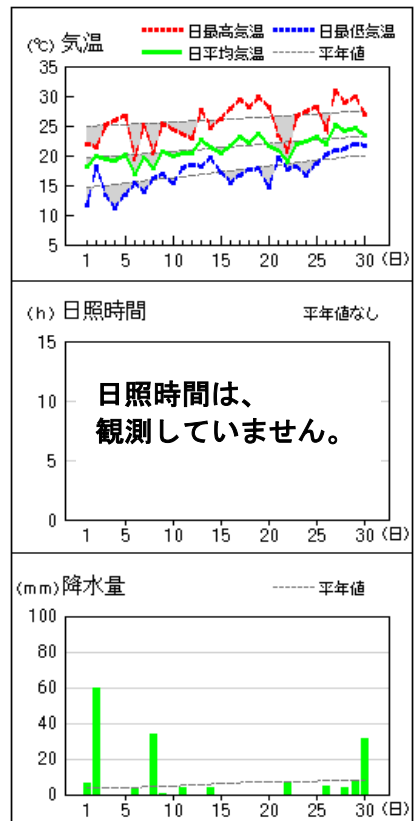 (℃) 気温
日最高気温 日最低気温
日平均気温 平年値
35
30
25
20
15
10
5
1 5 10 15 20 25 30 (日)
(h) 日照時間 平年値なし
15
10
5
0
日照時間は、
観測していません。
1 5 10 15 20 25 30 (日)
(mm) 降水量 平年値
100
80
60
40
20
0
1 5 10 15 20 25 30 (日)